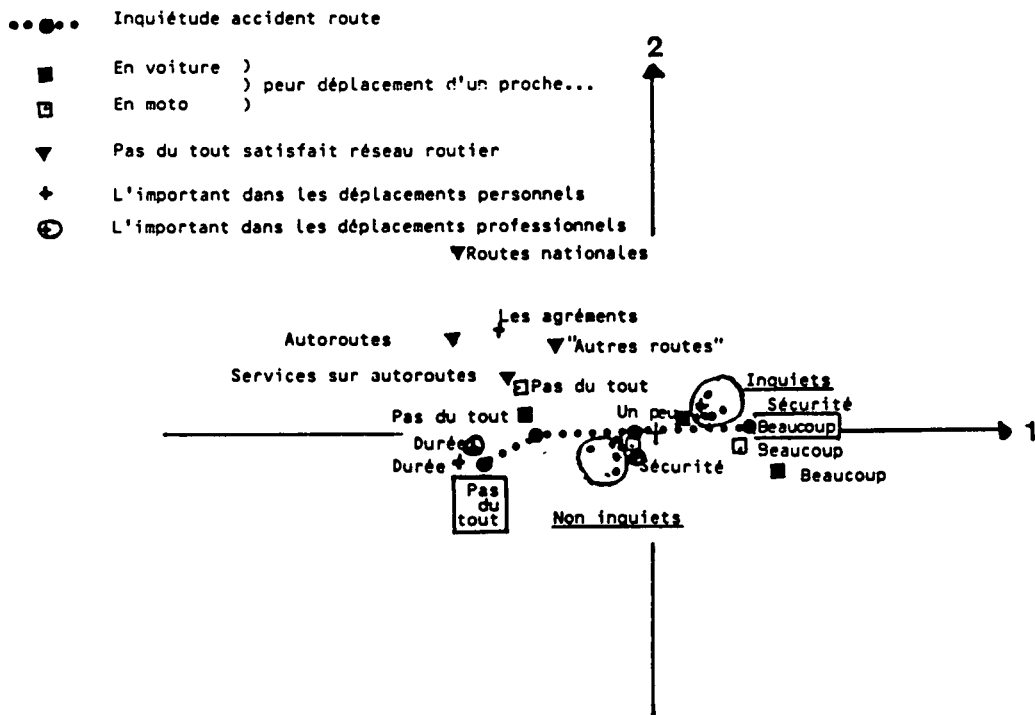 Inquiétude accident route
2
En voiture )
) peur déplacement d'un proche...
En moto )
Pas du tout satisfait réseau routier
L'important dans les déplacements personnels
L'important dans les déplacements professionnels
Routes nationales
Les agréments
Autoroutes
"Autres routes"
Services sur autoroutes
Pas du tout
Inquiets
Pas du tout
Un peu
Sécurité
Beaucoup
1
Durée
Beaucoup
Durée
Sécurité
Beaucoup
Pas
du
tout
Non inquiets